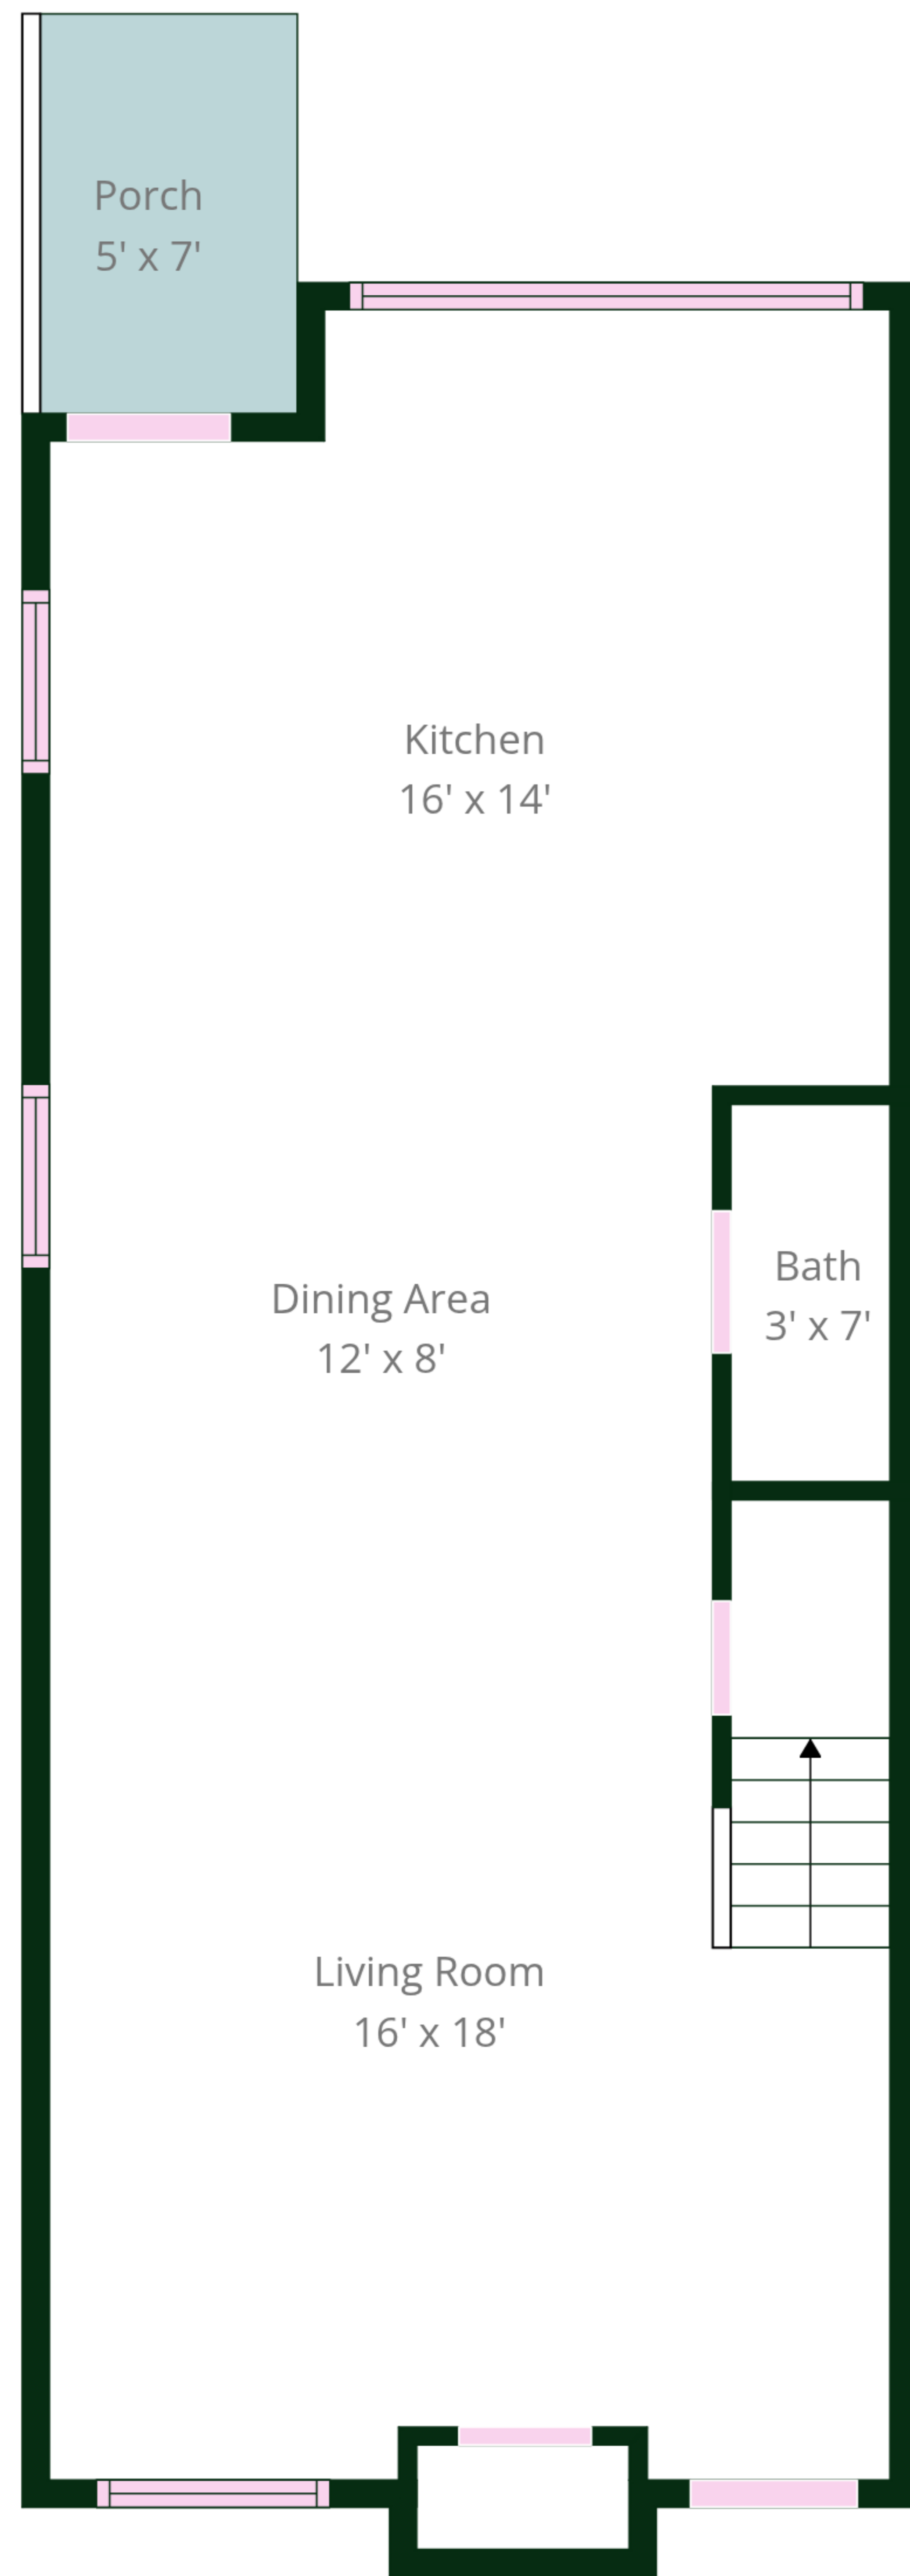 Porch
5' x 7'
Kitchen
16' x 14'
Bath
3' x 7'
Dining Area
12' x 8'
Living Room
16' x 18'